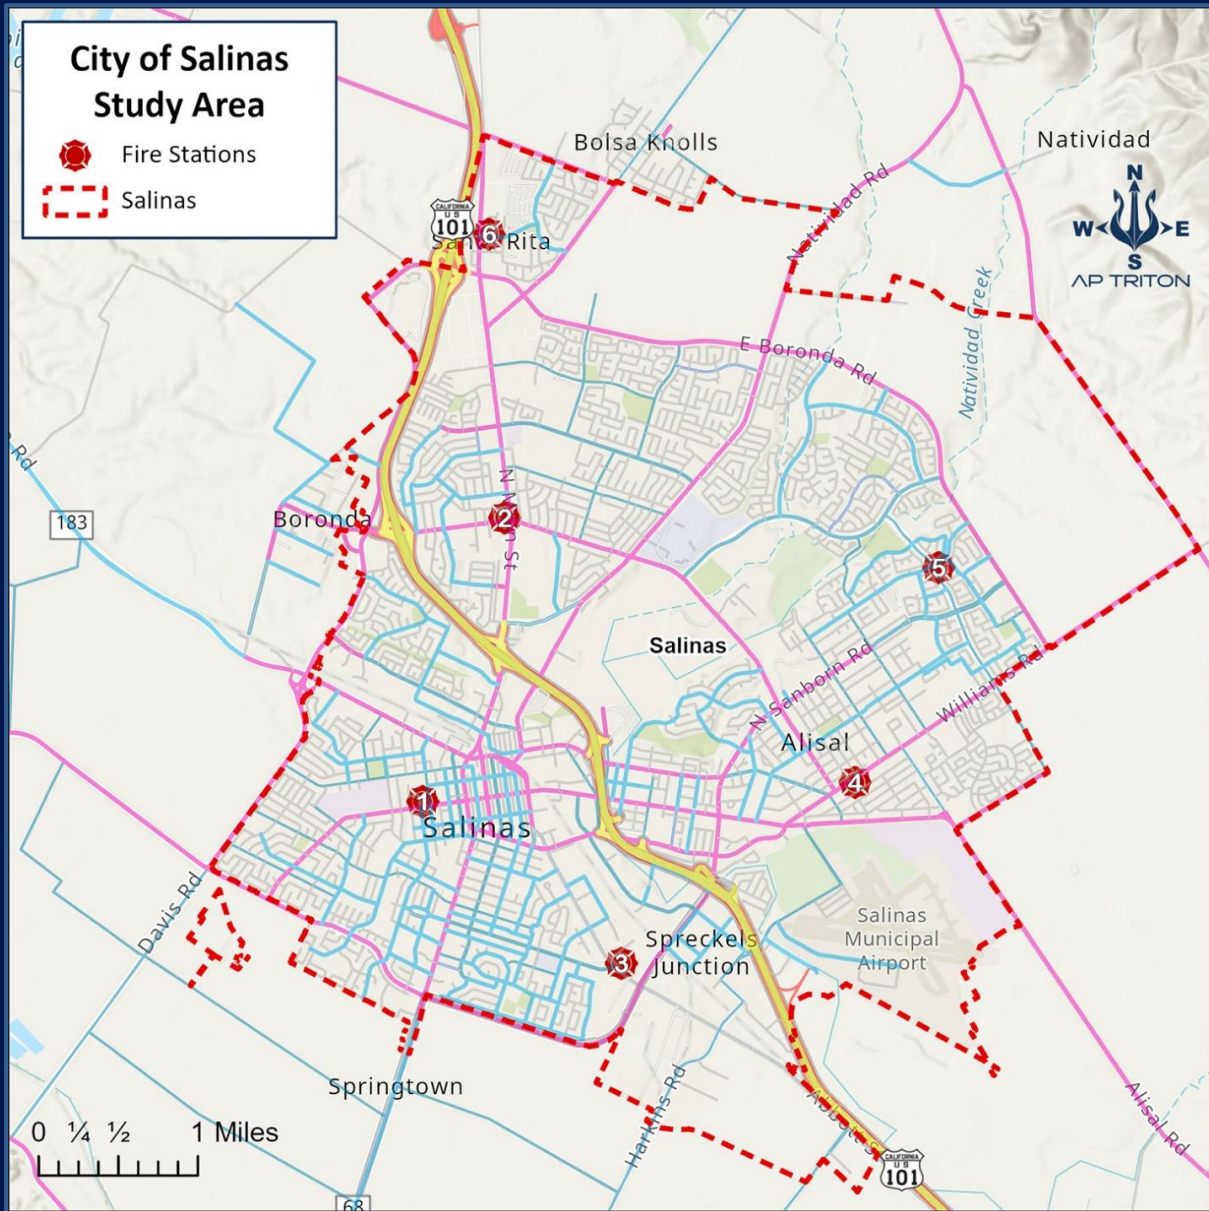 City of Salinas
Study Area
Fire Stations
Salinas
Bolsa Knolls
Natividad
N
W
E
S
AP TRITON
Natividad Rd
CALIFORNIA
US
101
6
Rita
Natividad Creek
E Boronda Rd
Rd
183
Boronda
N Main St
2
5
Salinas
N Sanborn Rd
Williams Rd
Alisal
4
1
Salinas
Davis Rd
Spreckels
Junction
3
Salinas
Municipal
Airport
Springtown
Harkins Rd
Abbott S
Alisal Rd
0 ¼ ½ 1 Miles
CALIFORNIA
US
101
68